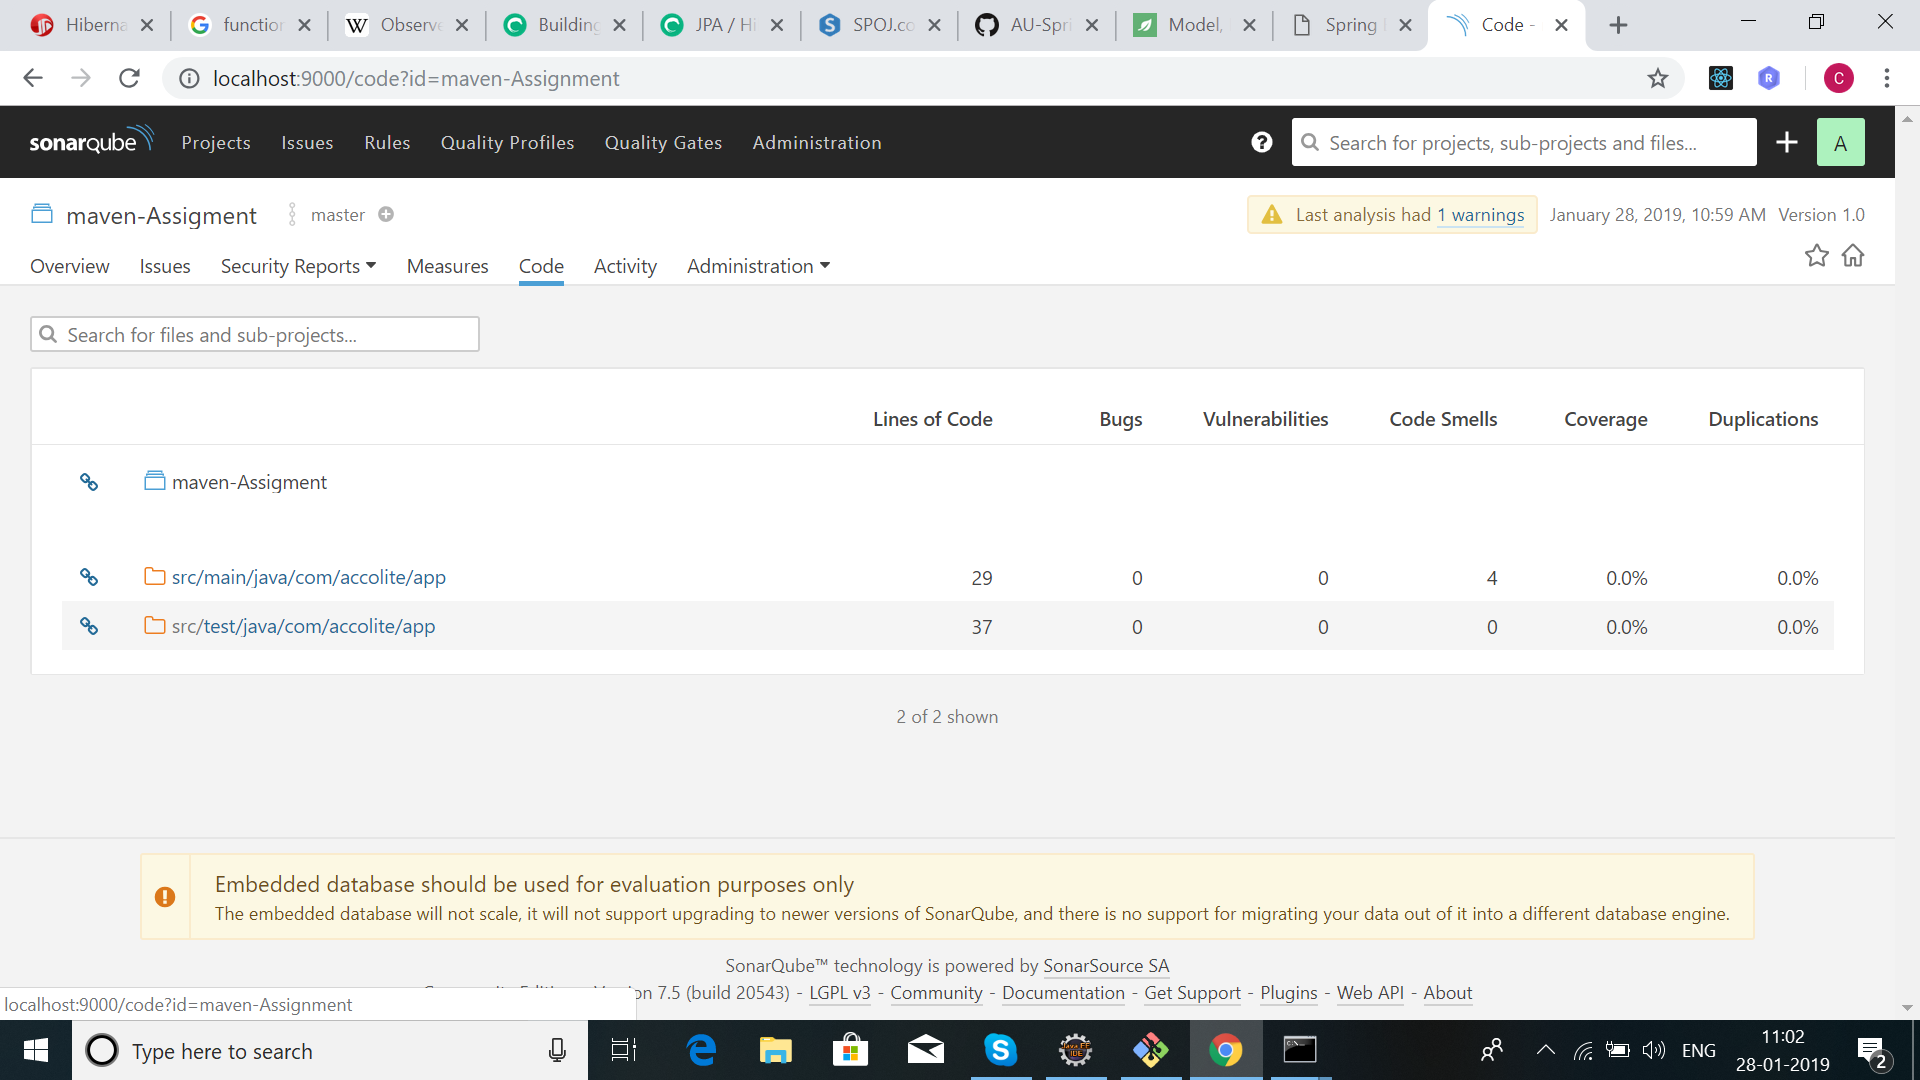 Hiberna
function
W Observe
Building
JPA / Hi
S SPOJ.co
AU-Spri
Model,
Spring
Code -
localhost:9000/code?id=maven-Assignment
R
C
sonarqube Projects Issues Rules Quality Profiles Quality Gates Administration
? Search for projects, sub-projects and files... A
maven-Assigment master
Last analysis had 1 warnings January 28, 2019, 10:59 AM Version 1.0
Overview Issues Security Reports Measures Code Activity Administration
Search for files and sub-projects...
Lines of Code Bugs Vulnerabilities Code Smells Coverage Duplications
maven-Assigment
src/main/java/com/accolite/app 29 0 0 4 0.0% 0.0%
src/test/java/com/accolite/app 37 0 0 0 0.0% 0.0%
2 of 2 shown
Embedded database should be used for evaluation purposes only
The embedded database will not scale, it will not support upgrading to newer versions of SonarQube, and there is no support for migrating your data out of it into a different database engine.
SonarQube™ technology is powered by SonarSource SA
7.5 (build 20543) - LGPL v3 - Community - Documentation - Get Support - Plugins - Web API - About
localhost:9000/code?id=maven-Assignment
Type here to search
ENG
11:02
28-01-2019
2